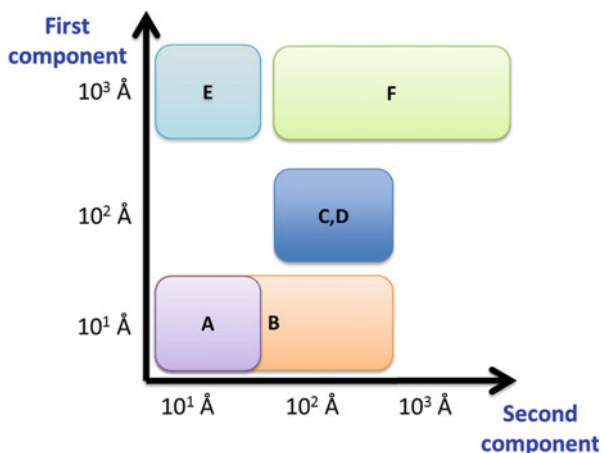 First
component
10³ Å
E
F
10² Å
C,D
10¹ Å
A
B
10¹ Å
10² Å
10³ Å
Second
component